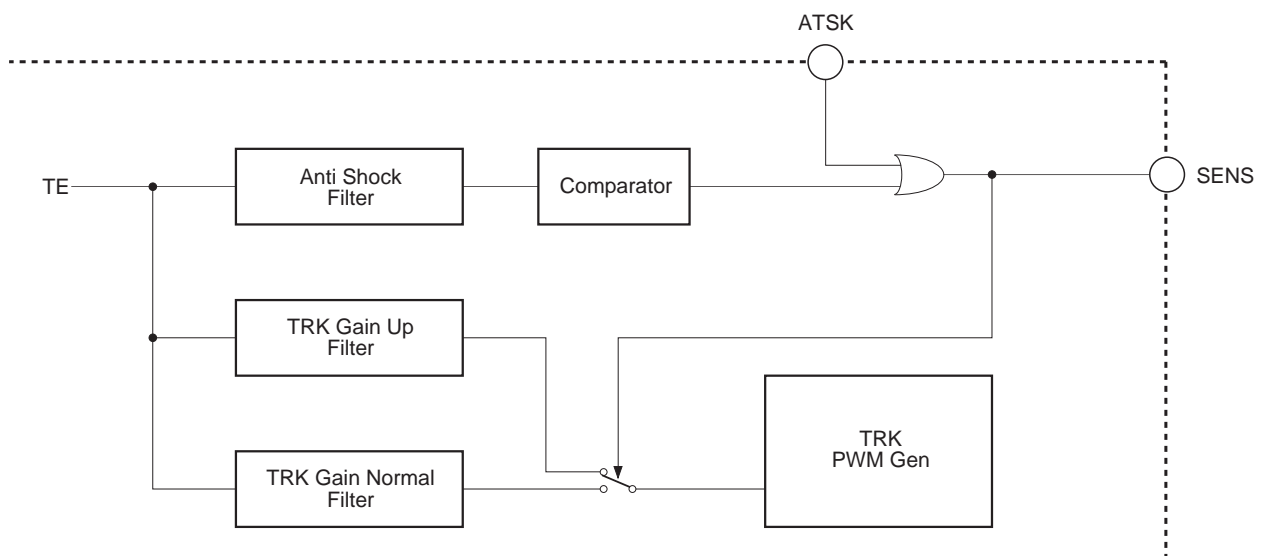 ATSK
TE
Anti Shock
Filter
Comparator
SENS
TRK Gain Up
Filter
TRK
PWM Gen
TRK Gain Normal
Filter